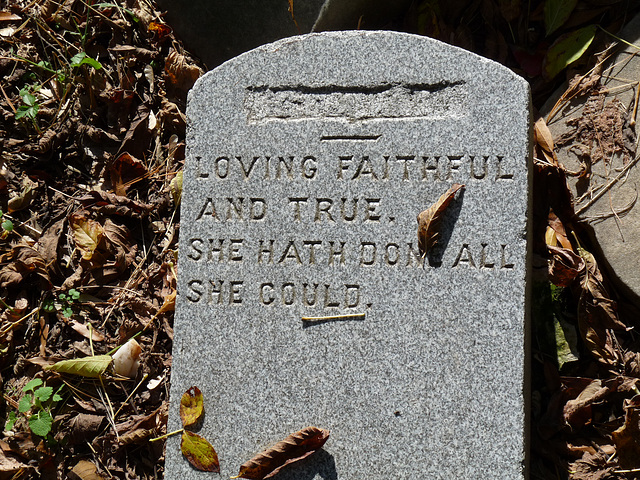 LOVING FAITHFUL
AND TRUE.
SHE HATH DONE ALL
SHE COULD.